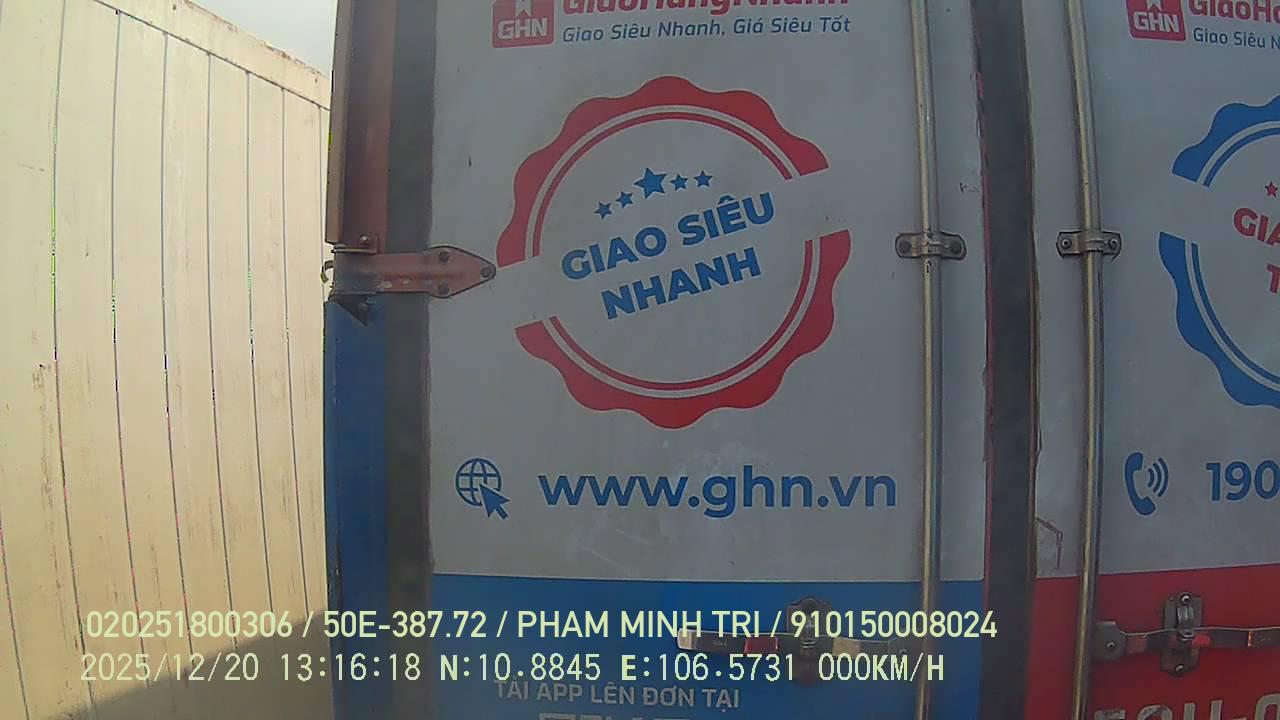 GHN
GiaoHangNhanh
Giao Siêu Nhanh, Giá Siêu Tốt
GIAO SIÊU
NHANH
www.ghn.vn
GHN
Giao Siêu
190
020251800306 / 50E-387.72 / PHAM MINH TRI / 910150008024
2025/12/20 13:16:18 N:10.8845 E:106.5731 000KM/H
TẢI APP LÊN ĐƠN TẠI